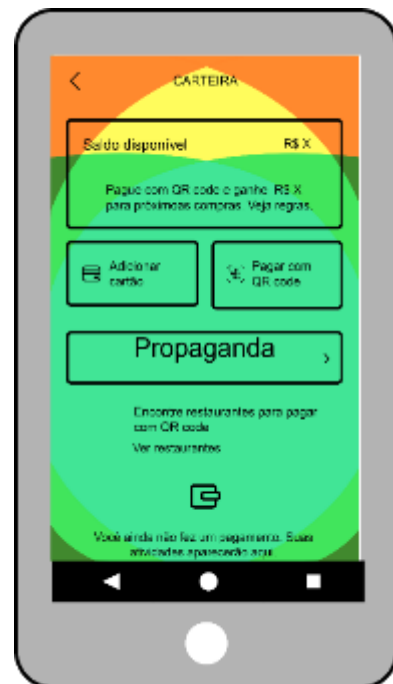 CARTEIRA
Saldo disponível R$ X
Pague com QR code e ganhe R$ X
para próximoas compras. Veja regras.
Adicionar
cartão
Pagar com
QR code
Propaganda
Encontre restaurantes para pagar
com QR code
Ver restaurantes
Você ainda não fez um pagamento. Suas
atividades aparecerão aqui